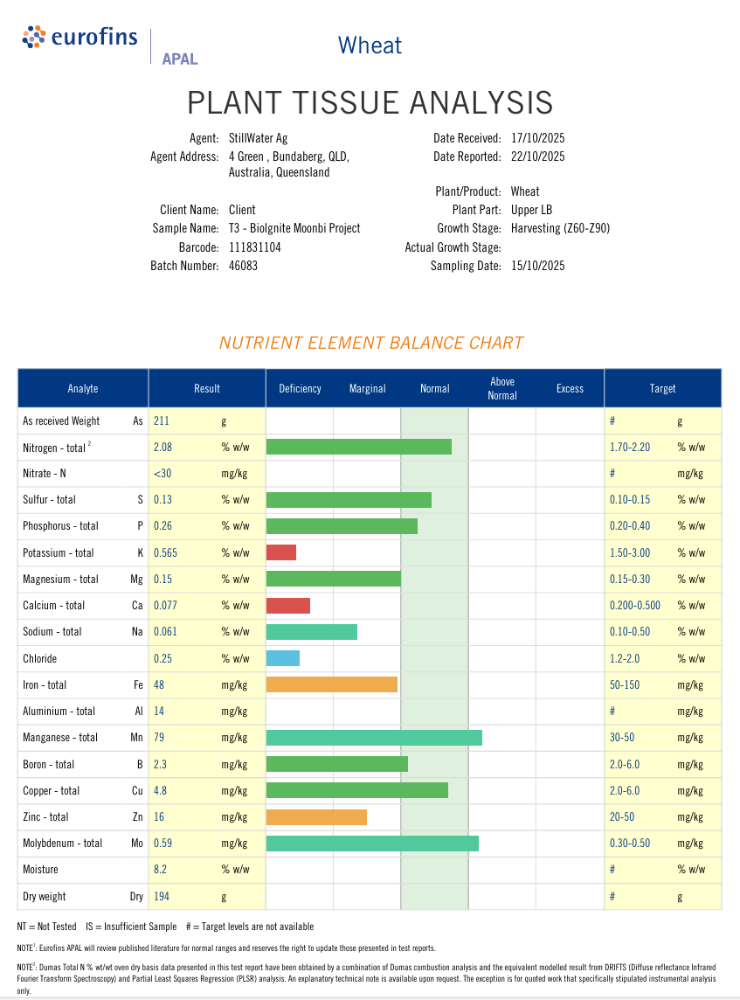 eurofins
APAL
Wheat
PLANT TISSUE ANALYSIS
Agent: StillWater Ag Date Received: 17/10/2025
Agent Address: 4 Green , Bundaberg, QLD, Date Reported: 22/10/2025
Australia, Queensland
Plant/Product: Wheat
Client Name: Client Plant Part: Upper LB
Sample Name: T3 - BioIgnite Moonbi Project Growth Stage: Harvesting (Z60-Z90)
Barcode: 111831104 Actual Growth Stage:
Batch Number: 46083 Sampling Date: 15/10/2025
NUTRIENT ELEMENT BALANCE CHART
Analyte Result Deficiency Marginal Normal Above Normal Excess Target
As received Weight As 211 g # g
Nitrogen - total ² 2.08 % w/w 1.70-2.20 % w/w
Nitrate - N <30 mg/kg # mg/kg
Sulfur - total S 0.13 % w/w 0.10-0.15 % w/w
Phosphorus - total P 0.26 % w/w 0.20-0.40 % w/w
Potassium - total K 0.565 % w/w 1.50-3.00 % w/w
Magnesium - total Mg 0.15 % w/w 0.15-0.30 % w/w
Calcium - total Ca 0.077 % w/w 0.200-0.500 % w/w
Sodium - total Na 0.061 % w/w 0.10-0.50 % w/w
Chloride 0.25 % w/w 1.2-2.0 % w/w
Iron - total Fe 48 mg/kg 50-150 mg/kg
Aluminium - total Al 14 mg/kg # mg/kg
Manganese - total Mn 79 mg/kg 30-50 mg/kg
Boron - total B 2.3 mg/kg 2.0-6.0 mg/kg
Copper - total Cu 4.8 mg/kg 2.0-6.0 mg/kg
Zinc - total Zn 16 mg/kg 20-50 mg/kg
Molybdenum - total Mo 0.59 mg/kg 0.30-0.50 mg/kg
Moisture 8.2 % w/w # % w/w
Dry weight Dry 194 g # g
NT = Not Tested IS = Insufficient Sample # = Target levels are not available
NOTE¹: Eurofins APAL will review published literature for normal ranges and reserves the right to update those presented in test reports.
NOTE²: Dumas Total N % wt/wt oven dry basis data presented in this test report have been obtained by a combination of Dumas combustion analysis and the equivalent modelled result from DRIFTS (Diffuse reflectance Infrared
Fourier Transform Spectroscopy) and Partial Least Squares Regression (PLSR) analysis. An explanatory technical note is available upon request. The exception is for quoted work that specifically stipulated instrumental analysis
only.